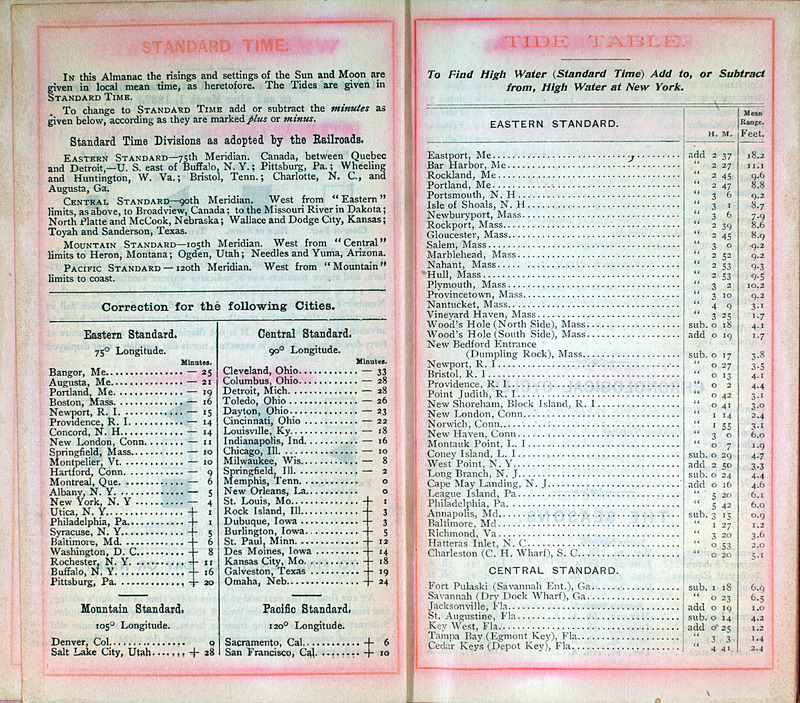 STANDARD TIME.
In this Almanac the risings and settings of the Sun and Moon are
given in local mean time, as heretofore. The Tides are given in
STANDARD TIME.
To change to STANDARD TIME add or subtract the minutes as
given below, according as they are marked plus or minus.
Standard Time Divisions as adopted by the Railroads.
EASTERN STANDARD—75th Meridian. Canada, between Quebec
and Detroit,—U. S. east of Buffalo, N. Y.; Pittsburg, Pa.; Wheeling
and Huntington, W. Va.; Bristol, Tenn.; Charlotte, N. C., and
Augusta, Ga.
CENTRAL STANDARD—90th Meridian. West from "Eastern"
limits, as above, to Broadview, Canada; to the Missouri River in Dakota;
North Platte and McCook, Nebraska; Wallace and Dodge City, Kansas;
Toyah and Sanderson, Texas.
MOUNTAIN STANDARD—105th Meridian. West from "Central"
limits to Heron, Montana; Ogden, Utah; Needles and Yuma, Arizona.
PACIFIC STANDARD—120th Meridian. West from "Mountain"
limits to coast.
Correction for the following Cities.
Eastern Standard.
75° Longitude.
Minutes.
Bangor, Me. — 25
Augusta, Me. — 21
Portland, Me. — 19
Boston, Mass. — 16
Newport, R. I. — 15
Providence, R. I. — 14
Concord, N. H. — 14
New London, Conn. — 11
Springfield, Mass. — 10
Montpelier, Vt. — 10
Hartford, Conn. — 9
Montreal, Que. — 6
Albany, N. Y. — 5
New York, N. Y — 4
Utica, N. Y. + 1
Philadelphia, Pa. + 1
Syracuse, N. Y. + 5
Baltimore, Md. + 6
Washington, D. C. + 8
Rochester, N. Y. + 11
Buffalo, N. Y. + 16
Pittsburg, Pa. + 20
Central Standard.
90° Longitude.
Minutes.
Cleveland, Ohio. — 33
Columbus, Ohio. — 28
Detroit, Mich. — 28
Toledo, Ohio — 26
Dayton, Ohio — 23
Cincinnati, Ohio — 22
Louisville, Ky. — 18
Indianapolis, Ind. — 16
Chicago, Ill. — 10
Milwaukee, Wis. — 8
Springfield, Ill. — 2
Memphis, Tenn. 0
New Orleans, La. 0
St. Louis, Mo. + 1
Rock Island, Ill. + 3
Dubuque, Iowa + 3
Burlington, Iowa + 5
St. Paul, Minn. + 12
Des Moines, Iowa + 14
Kansas City, Mo. + 18
Galveston, Texas + 19
Omaha, Neb. + 24
Mountain Standard,
105° Longitude.
Denver, Col. 0
Salt Lake City, Utah. + 28
Pacific Standard.
120° Longitude.
Sacramento, Cal. + 6
San Francisco, Cal. + 10
TIDE TABLE.
To Find High Water (Standard Time) Add to, or Subtract
from, High Water at New York.
EASTERN STANDARD. H. M. Mean Range. Feet.
Eastport, Me. add 2 37 18.2
Bar Harbor, Me " 2 27 11.1
Rockland, Me " 2 45 9.6
Portland, Me. " 2 47 8.8
Portsmouth, N. H " 3 6 9.2
Isle of Shoals, N. H " 3 1 8.7
Newburyport, Mass " 3 6 7.9
Rockport, Mass. " 2 39 8.6
Gloucester, Mass. " 2 45 8.9
Salem, Mass " 3 0 9.2
Marblehead, Mass " 2 52 9.2
Nahant, Mass. " 2 53 9.3
Hull, Mass " 2 53 9.5
Plymouth, Mass " 3 2 10.2
Provincetown, Mass " 3 10 9.2
Nantucket, Mass. " 4 9 3.1
Vineyard Haven, Mass " 3 25 1.7
Wood's Hole (North Side), Mass. sub. 0 18 4.1
Wood's Hole (South Side), Mass. add 0 19 1.7
New Bedford Entrance
(Dumpling Rock), Mass. sub. 0 17 3.8
Newport, R. I " 0 27 3.5
Bristol, R. I " 0 13 4.1
Providence, R. I. " 0 2 4.4
Point Judith, R. I " 0 42 3.1
New Shoreham, Block Island, R. I " 0 41 3.0
New London, Conn. add 1 14 2.4
Norwich, Conn. " 1 55 3.1
New Haven, Conn " 3 0 6.0
Montauk Point, L. I " 0 7 1.9
Coney Island, L. I sub. 0 29 4.7
West Point, N. Y. add 2 50 3.3
Long Branch, N. J. sub. 0 24 4.4
Cape May Landing, N. J. add 0 16 4.6
League Island, Pa " 5 20 6.1
Philadelphia, Pa. " 5 42 6.0
Annapolis, Md. sub. 3 15 0.9
Baltimore, Md " 1 27 1.2
Richmond, Va. " 3 20 3.6
Hatteras Inlet, N. C. " 0 53 2.0
Charleston (C. H. Wharf), S. C. " 0 20 5.1
CENTRAL STANDARD.
Fort Pulaski (Savannah Ent.), Ga. sub. 1 18 6.9
Savannah (Dry Dock Wharf), Ga. " 0 23 6.5
Jacksonville, Fla. add 0 19 1.0
St. Augustine, Fla sub. 0 14 4.2
Key West, Fla. add 0 25 1.2
Tampa Bay (Egmont Key), Fla. " 3 3 1.4
Cedar Keys (Depot Key), Fla. " 4 41 2.4